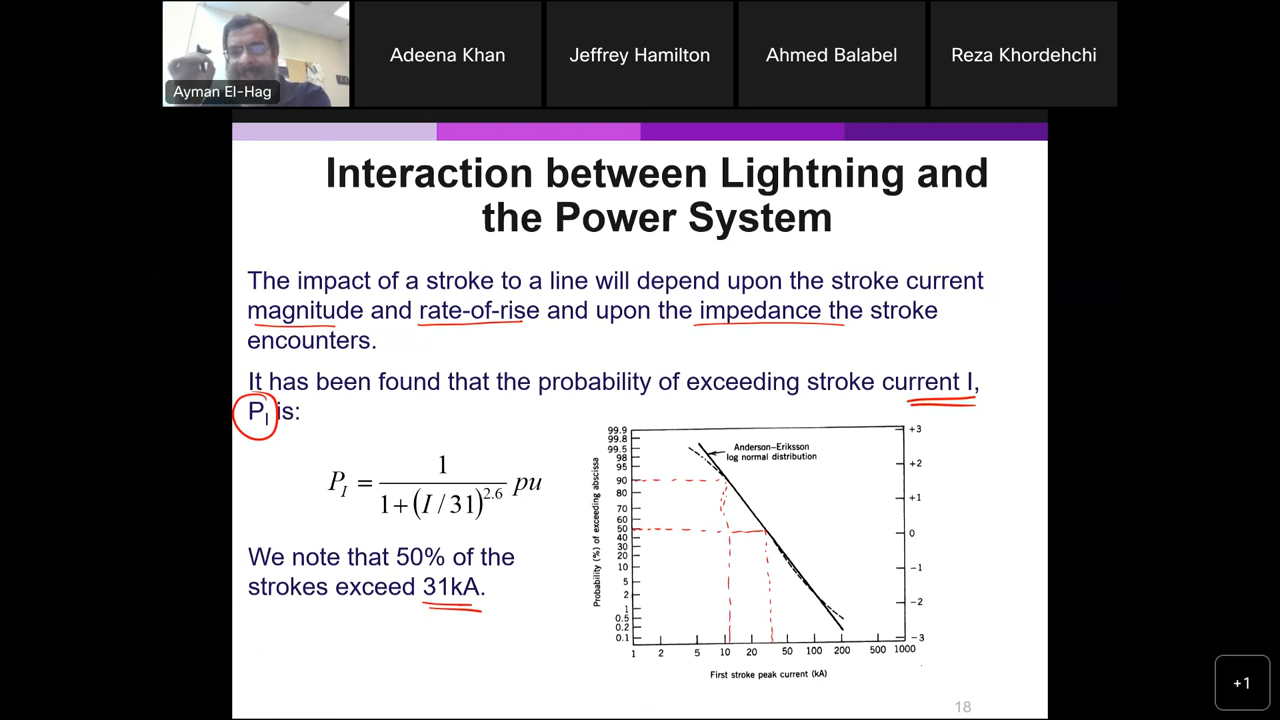 Ayman El-Hag
Adeena Khan
Jeffrey Hamilton
Ahmed Balabel
Reza Khordehchi
Interaction between Lightning and
the Power System
The impact of a stroke to a line will depend upon the stroke current
magnitude and rate-of-rise and upon the impedance the stroke
encounters.
It has been found that the probability of exceeding stroke current I,
P_I is:
P_I = 1 / (1 + (I / 31)^2.6) pu
We note that 50% of the
strokes exceed 31kA.
Probability (%) of exceeding abscissa
99.9
99.8
99.5
98
95
90
80
70
60
50
40
30
20
10
5
2
1
0.5
0.2
0.1
Anderson–Eriksson
log normal distribution
+3
+2
+1
0
−1
−2
−3
1 2 5 10 20 50 100 200 500 1000
First stroke peak current (kA)
18
+1